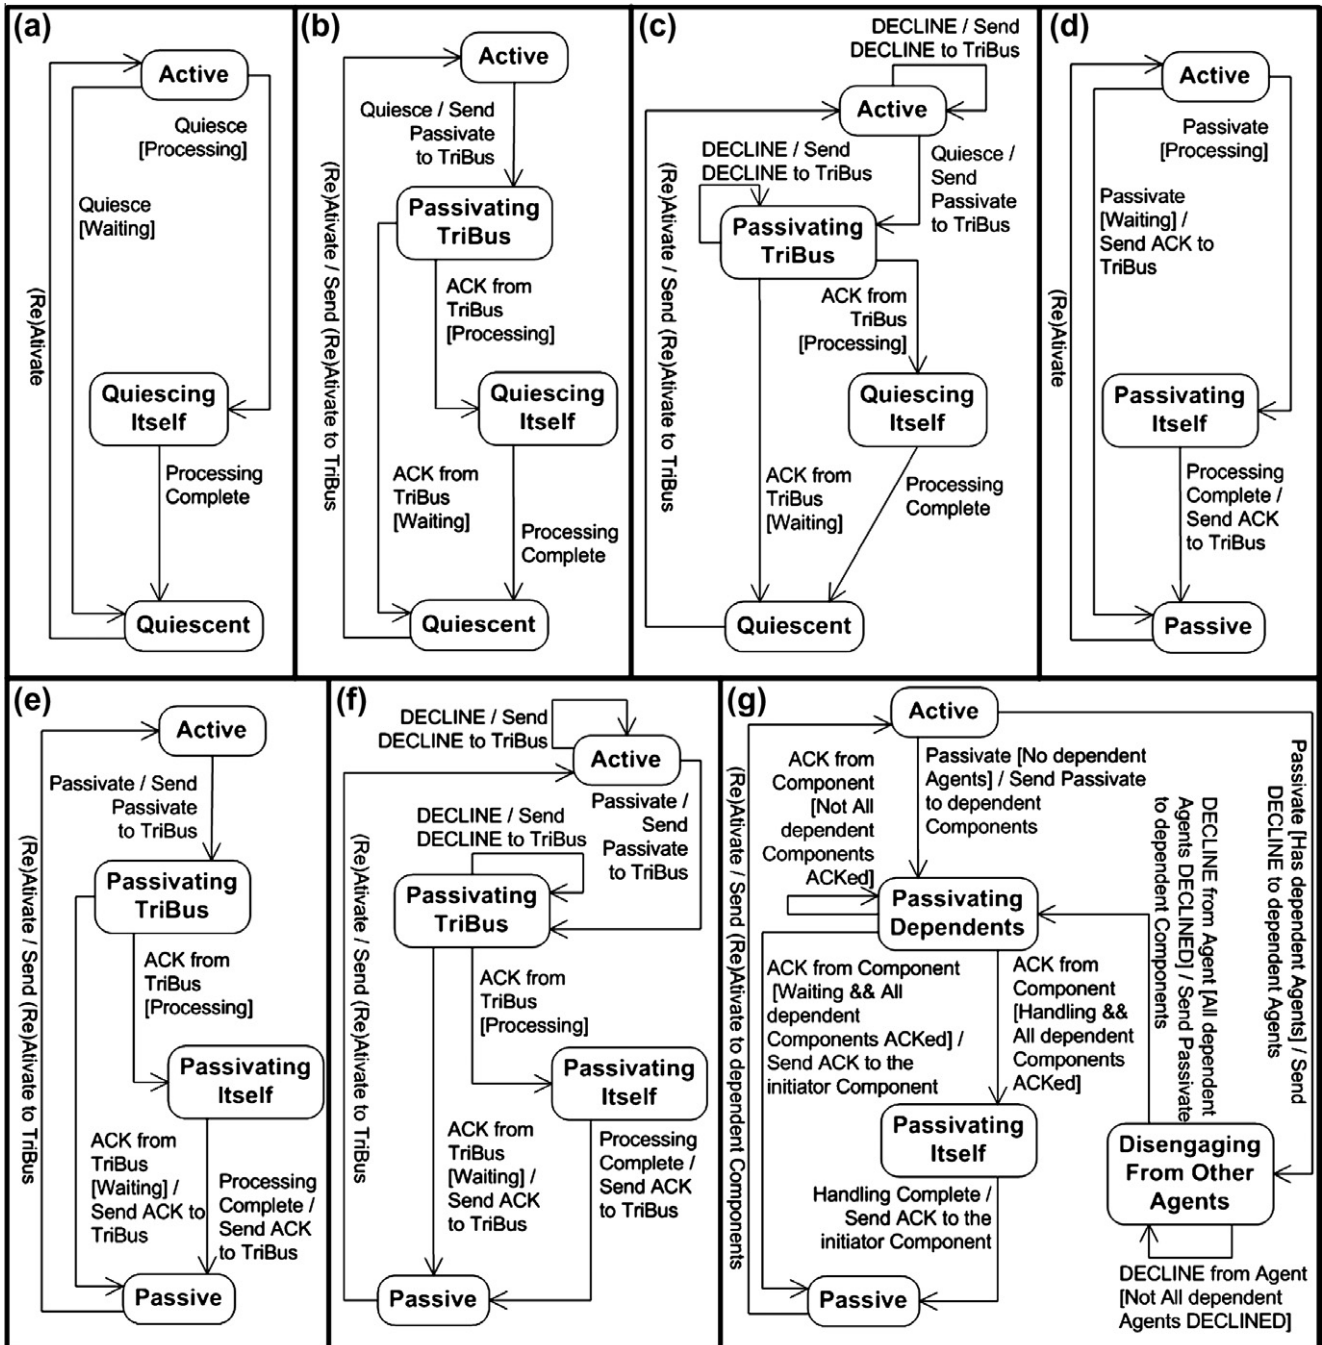 (a)
Active
Quiesce
[Processing]
Quiesce
[Waiting]
(Re)Ativate
Quiescing
Itself
Processing
Complete
Quiescent
(b)
Active
Quiesce / Send
Passivate
to TriBus
Passivating
TriBus
(Re)Ativate / Send (Re)Ativate to TriBus
ACK from
TriBus
[Processing]
Quiescing
Itself
ACK from
TriBus
[Waiting]
Processing
Complete
Quiescent
(c)
DECLINE / Send
DECLINE to TriBus
Active
DECLINE / Send
DECLINE to TriBus
Quiesce /
Send
Passivate
to TriBus
Passivating
TriBus
(Re)Ativate / Send (Re)Ativate to TriBus
ACK from
TriBus
[Processing]
Quiescing
Itself
ACK from
TriBus
[Waiting]
Processing
Complete
Quiescent
(d)
Active
Passivate
[Processing]
Passivate
[Waiting] /
Send ACK to
TriBus
(Re)Ativate
Passivating
Itself
Processing
Complete /
Send ACK
to TriBus
Passive
(e)
Active
Passivate / Send
Passivate
to TriBus
Passivating
TriBus
(Re)Ativate / Send (Re)Ativate to TriBus
ACK from
TriBus
[Processing]
Passivating
Itself
ACK from
TriBus
[Waiting] /
Send ACK to
TriBus
Processing
Complete /
Send ACK
to TriBus
Passive
(f)
DECLINE / Send
DECLINE to TriBus
Active
DECLINE / Send
DECLINE to TriBus
Passivate /
Send
Passivate
to TriBus
Passivating
TriBus
(Re)Ativate / Send (Re)Ativate to TriBus
ACK from
TriBus
[Processing]
Passivating
Itself
ACK from
TriBus
[Waiting] /
Send ACK
to TriBus
Processing
Complete /
Send ACK
to TriBus
Passive
(g)
Active
ACK from
Component
[Not All
dependent
Components
ACKed]
Passivate [No dependent
Agents] / Send Passivate
to dependent
Components
Passivate [Has dependent Agents] / Send
DECLINE to dependent Agents
DECLINE from Agent [All dependent
Agents DECLINED] / Send Passivate
to dependent Components
(Re)Ativate / Send (Re)Ativate to dependent Components
Passivating
Dependents
ACK from Component
[Waiting && All
dependent
Components ACKed] /
Send ACK to the
initiator Component
ACK from
Component
[Handling &&
All dependent
Components
ACKed]
Passivating
Itself
Disengaging
From Other
Agents
Handling Complete /
Send ACK to the
initiator Component
Passive
DECLINE from Agent
[Not All dependent
Agents DECLINED]